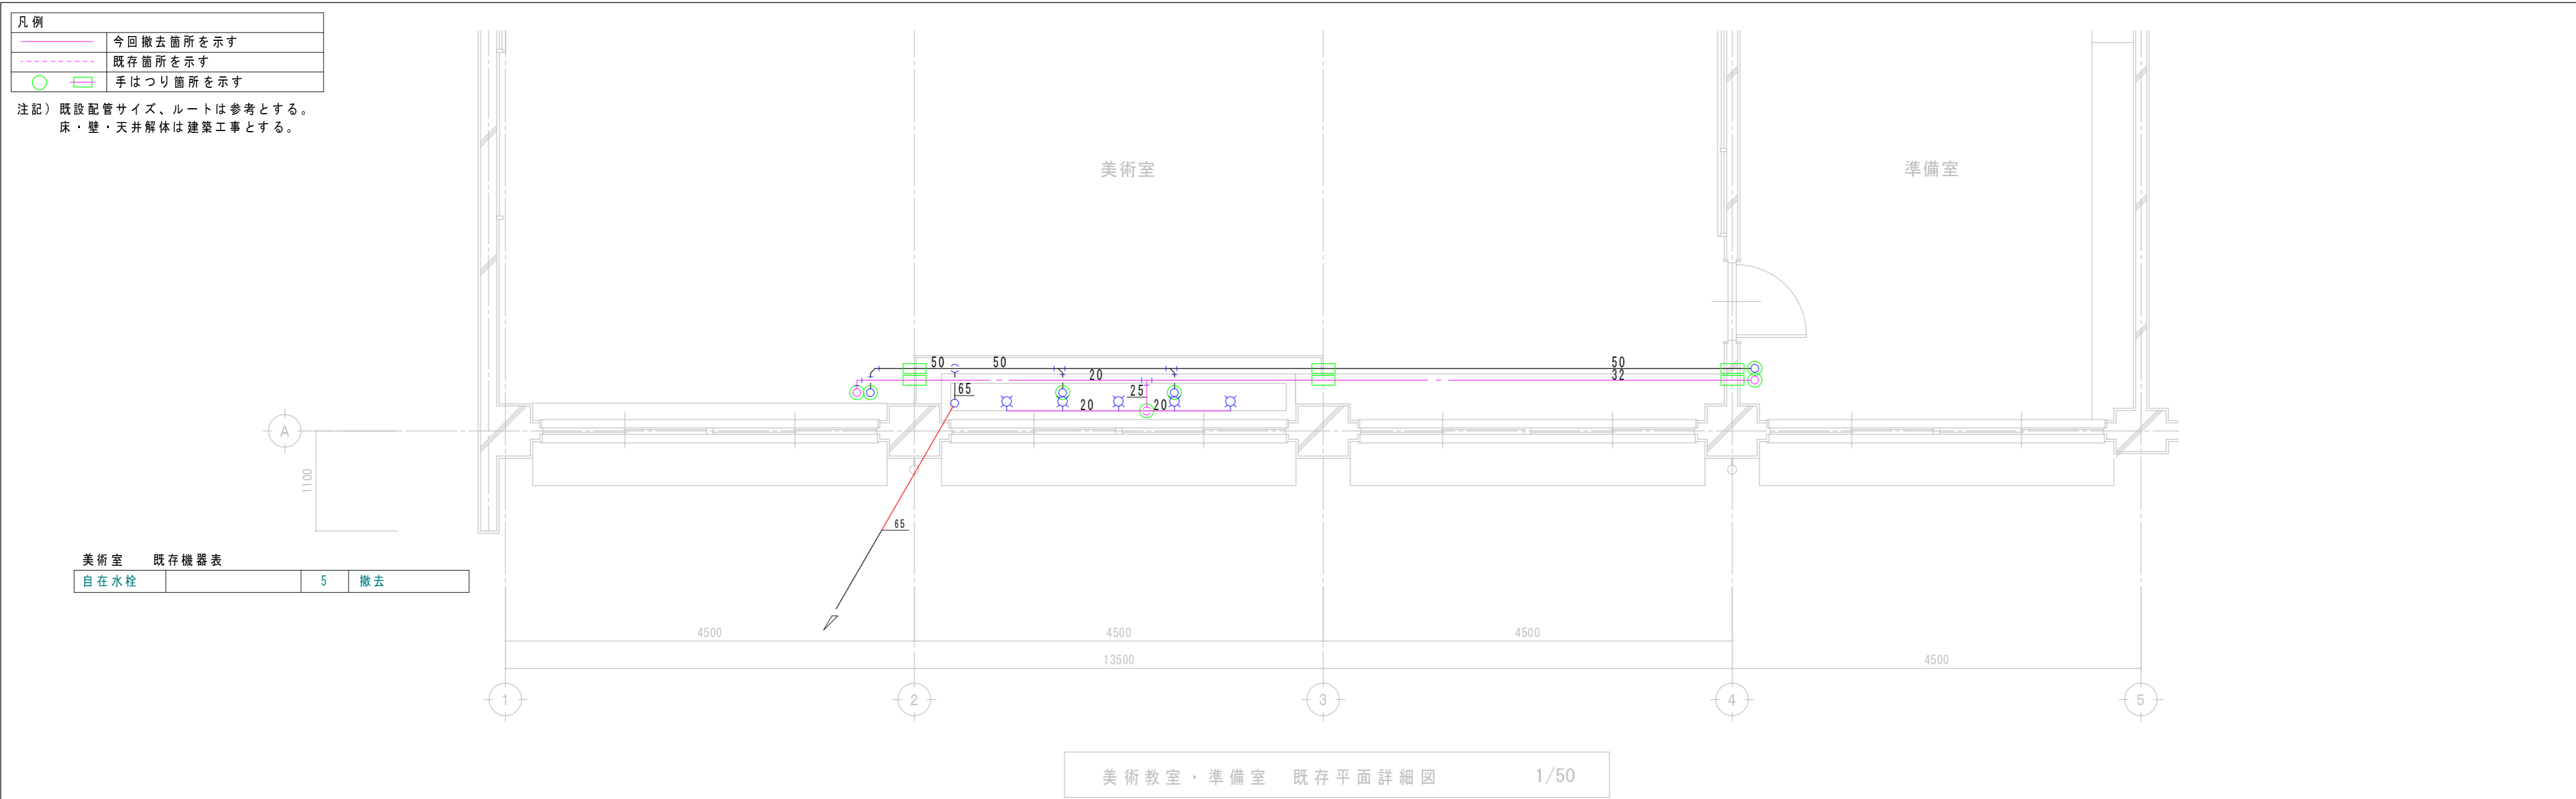 凡例
今回撤去箇所を示す
既存箇所を示す
手はつり箇所を示す
注記）既設配管サイズ、ルートは参考とする。
床・壁・天井解体は建築工事とする。
美術室
準備室
50 50 50
20 32
65 25
20 20
A
1100
65
美術室 既存機器表
自在水栓 5 撤去
4500 4500 4500
13500 4500
1 2 3 4 5
美術教室・準備室 既存平面詳細図 1/50